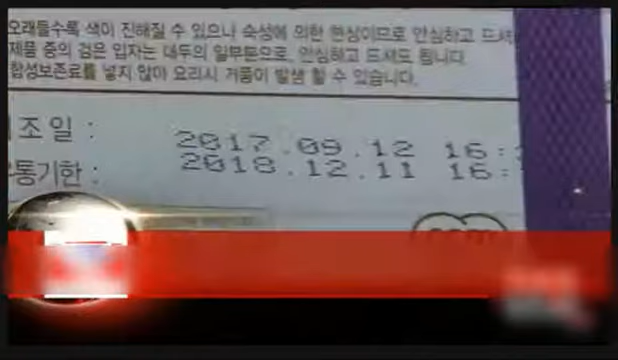 오래들수록 색이 진해질 수 있으나 숙성에 의한 현상이므로 안심하고 드셔
제품 중의 검은 입자는 대두의 일부분으로, 안심하고 드셔도 됩니다.
합성보존료를 넣지 않아 요리시 거품이 발생 할 수 있습니다.
조일 : 2017.09.12 16:
통기한 : 2018.12.11 16: